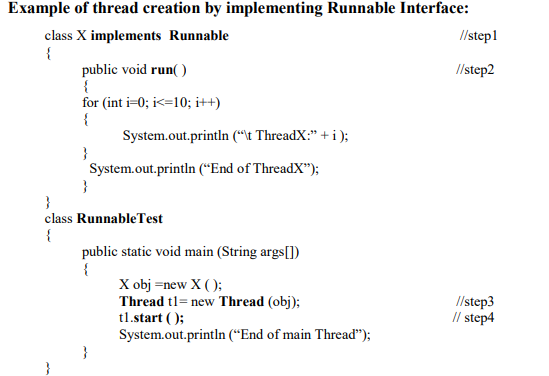 Example of thread creation by implementing Runnable Interface:
class X implements Runnable //step1
{
public void run( ) //step2
{
for (int i=0; i<=10; i++)
{
System.out.println (“\t ThreadX:” + i );
}
System.out.println (“End of ThreadX”);
}
}
class RunnableTest
{
public static void main (String args[])
{
X obj =new X ( );
Thread t1= new Thread (obj); //step3
t1.start ( ); // step4
System.out.println (“End of main Thread”);
}
}